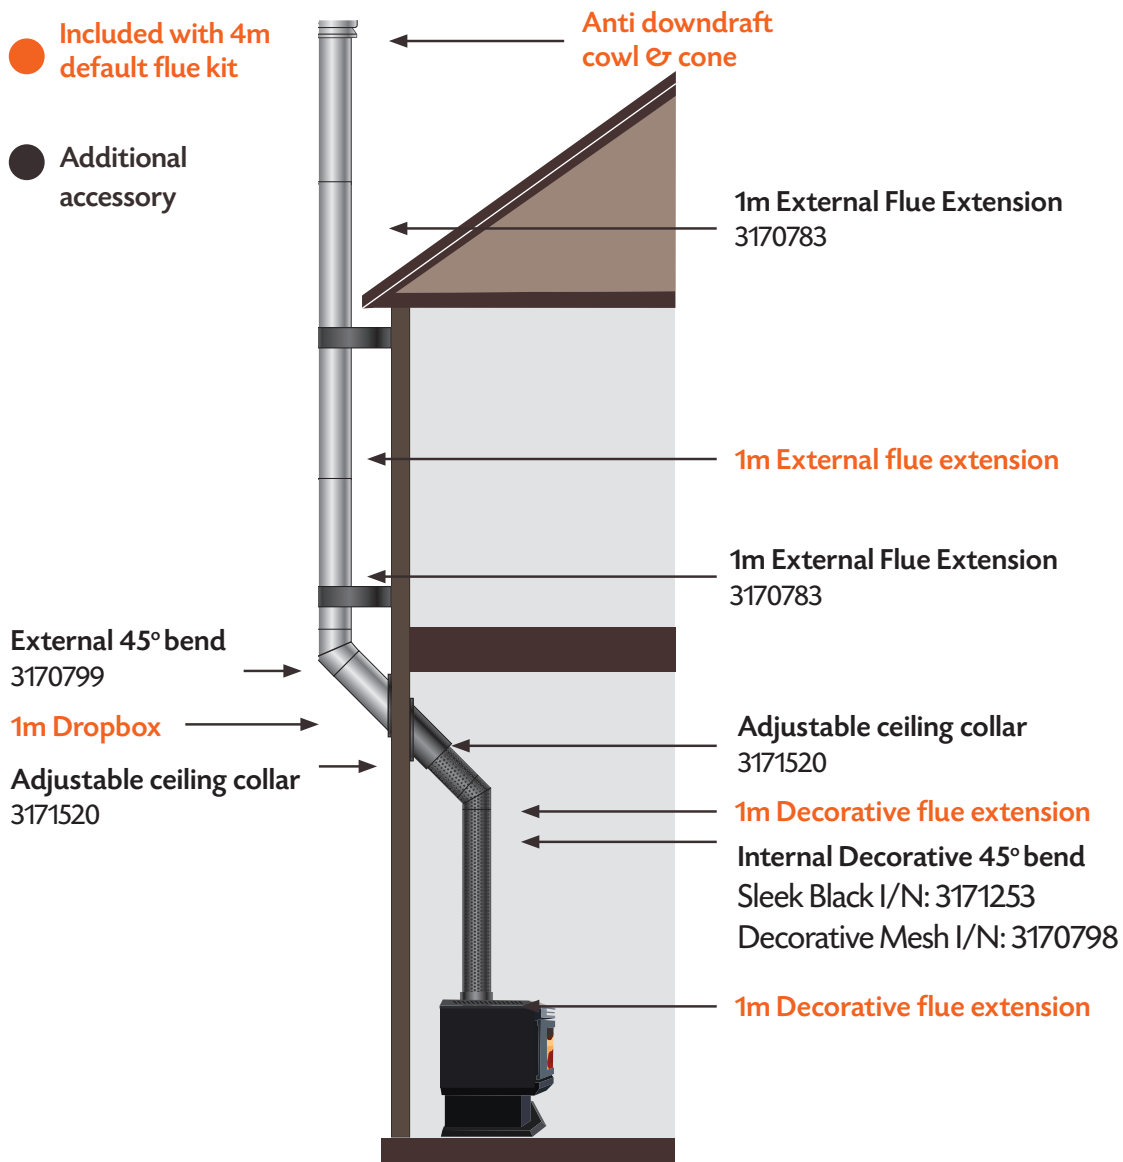 Included with 4m
default flue kit
Additional
accessory
Anti downdraft
cowl & cone
1m External Flue Extension
3170783
1m External flue extension
1m External Flue Extension
3170783
External 45° bend
3170799
1m Dropbox
Adjustable ceiling collar
3171520
Adjustable ceiling collar
3171520
1m Decorative flue extension
Internal Decorative 45° bend
Sleek Black I/N: 3171253
Decorative Mesh I/N: 3170798
1m Decorative flue extension